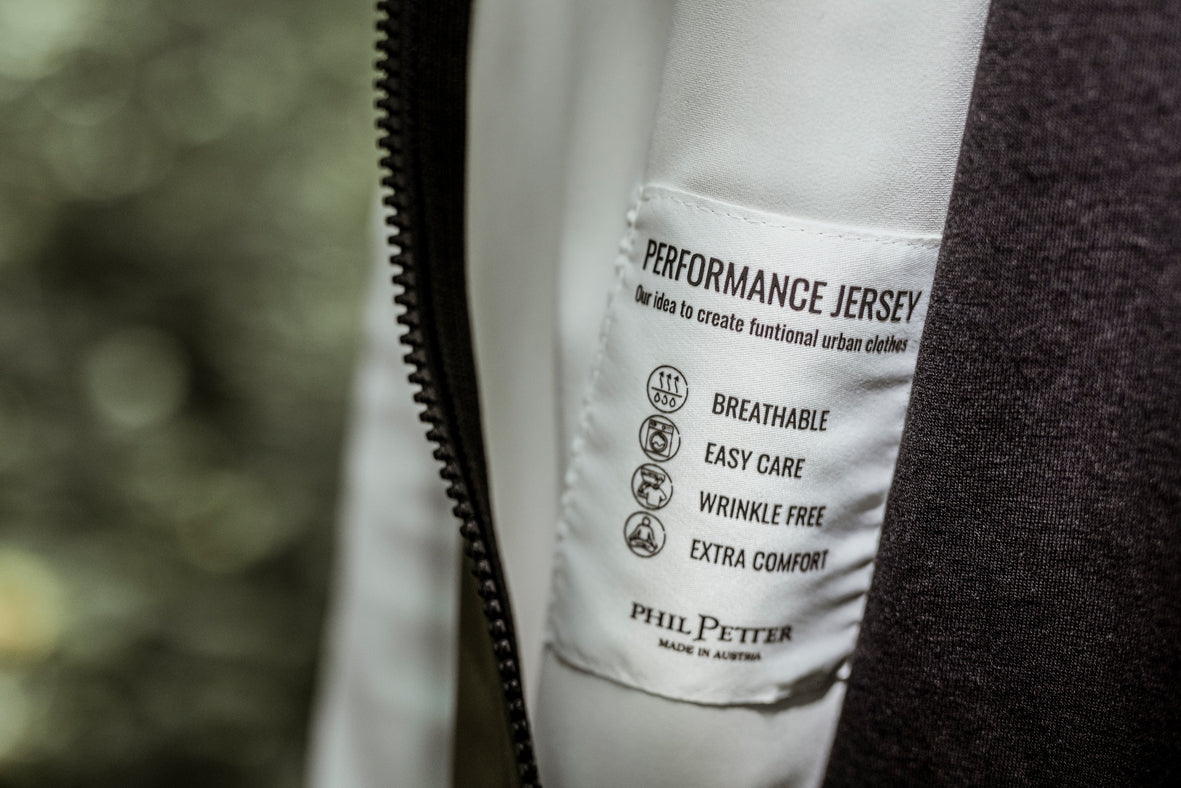 PERFORMANCE JERSEY
Our idea to create funtional urban clothes
BREATHABLE
EASY CARE
WRINKLE FREE
EXTRA COMFORT
PHIL PETTER
MADE IN AUSTRIA